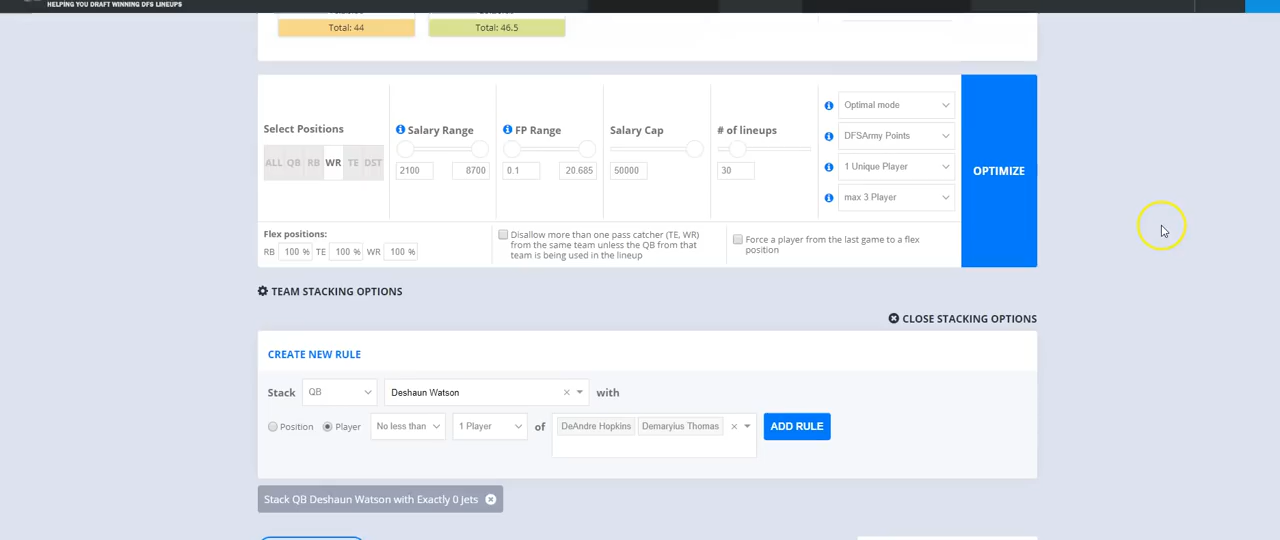 HELPING YOU DRAFT WINNING DFS LINEUPS
Total: 44
Total: 46.5
Select Positions
ALL QB RB WR TE DST
Salary Range
2100 8700
FP Range
0.1 20.685
Salary Cap
50000
# of lineups
30
Optimal mode
DFSArmy Points
1 Unique Player
max 3 Player
OPTIMIZE
Flex positions:
RB 100 % TE 100 % WR 100 %
Disallow more than one pass catcher (TE, WR)
from the same team unless the QB from that
team is being used in the lineup
Force a player from the last game to a flex
position
TEAM STACKING OPTIONS
CLOSE STACKING OPTIONS
CREATE NEW RULE
Stack QB Deshaun Watson × with
Position Player No less than 1 Player of DeAndre Hopkins Demaryius Thomas × ADD RULE
Stack QB Deshaun Watson with Exactly 0 Jets